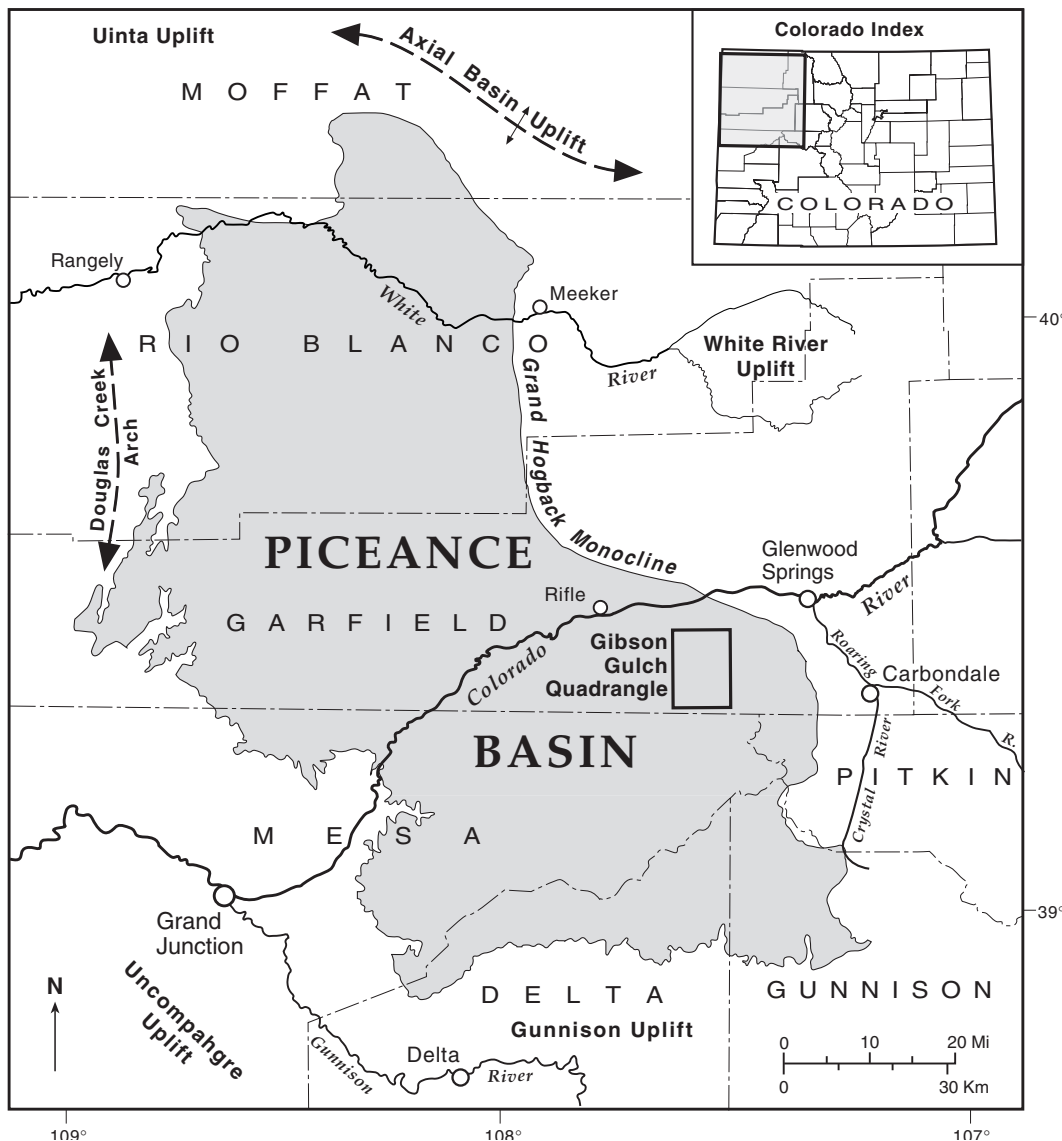 Uinta Uplift
Axial Basin Uplift
Colorado Index
MOFFAT
COLORADO
Rangely
White
Meeker
40°
RIO BLANCO
River
White River
Uplift
Douglas Creek
Arch
Grand Hogback Monocline
PICEANCE
Glenwood
Springs
Rifle
River
GARFIELD
Gibson
Gulch
Quadrangle
Colorado
Roaring
Carbondale
Fork
R.
BASIN
River
PITKIN
Crystal
MESA
39°
Grand
Junction
N
Uncompahgre
Uplift
DELTA
GUNNISON
Gunnison Uplift
Gunnison
Delta
River
0 10 20 Mi
0 30 Km
109° 108° 107°